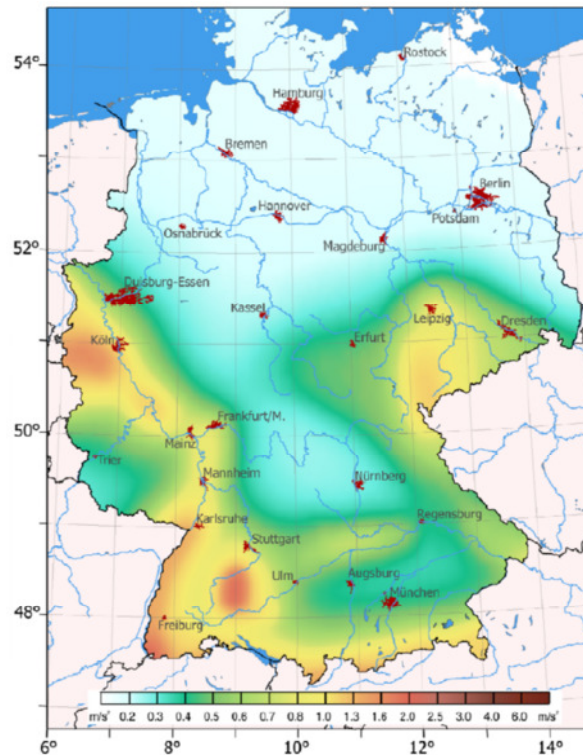 54°
52°
50°
48°
Rostock
Hamburg
Bremen
Berlin
Hannover
Potsdam
Osnabrück
Magdeburg
Duisburg-Essen
Kassel
Leipzig
Dresden
Köln
Erfurt
Frankfurt/M.
Mainz
Trier
Mannheim
Nürnberg
Karlsruhe
Regensburg
Stuttgart
Ulm
Augsburg
München
Freiburg
m/s² 0.2 0.3 0.4 0.5 0.6 0.7 0.8 1.0 1.3 1.6 2.0 2.5 3.0 4.0 6.0 m/s²
6° 8° 10° 12° 14°